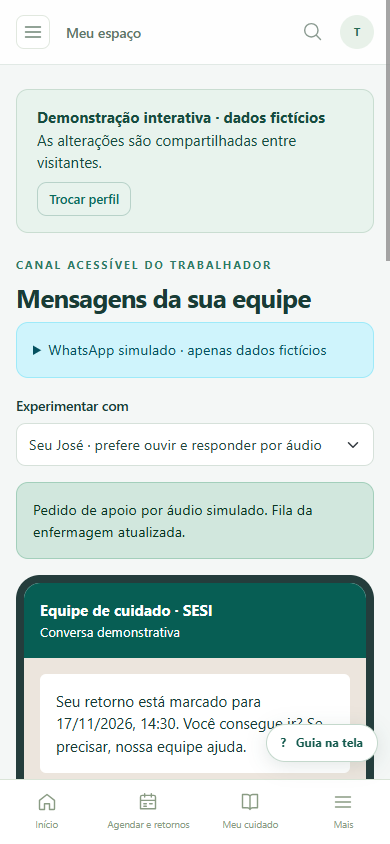 Meu espaço
T
Demonstração interativa · dados fictícios
As alterações são compartilhadas entre
visitantes.
Trocar perfil
CANAL ACESSÍVEL DO TRABALHADOR
Mensagens da sua equipe
WhatsApp simulado · apenas dados fictícios
Experimentar com
Seu José · prefere ouvir e responder por áudio
Pedido de apoio por áudio simulado. Fila da
enfermagem atualizada.
Equipe de cuidado · SESI
Conversa demonstrativa
Seu retorno está marcado para
17/11/2026, 14:30. Você consegue ir? Se
precisar, nossa equipe ajuda.
? Guia na tela
Início
Agendar e retornos
Meu cuidado
Mais